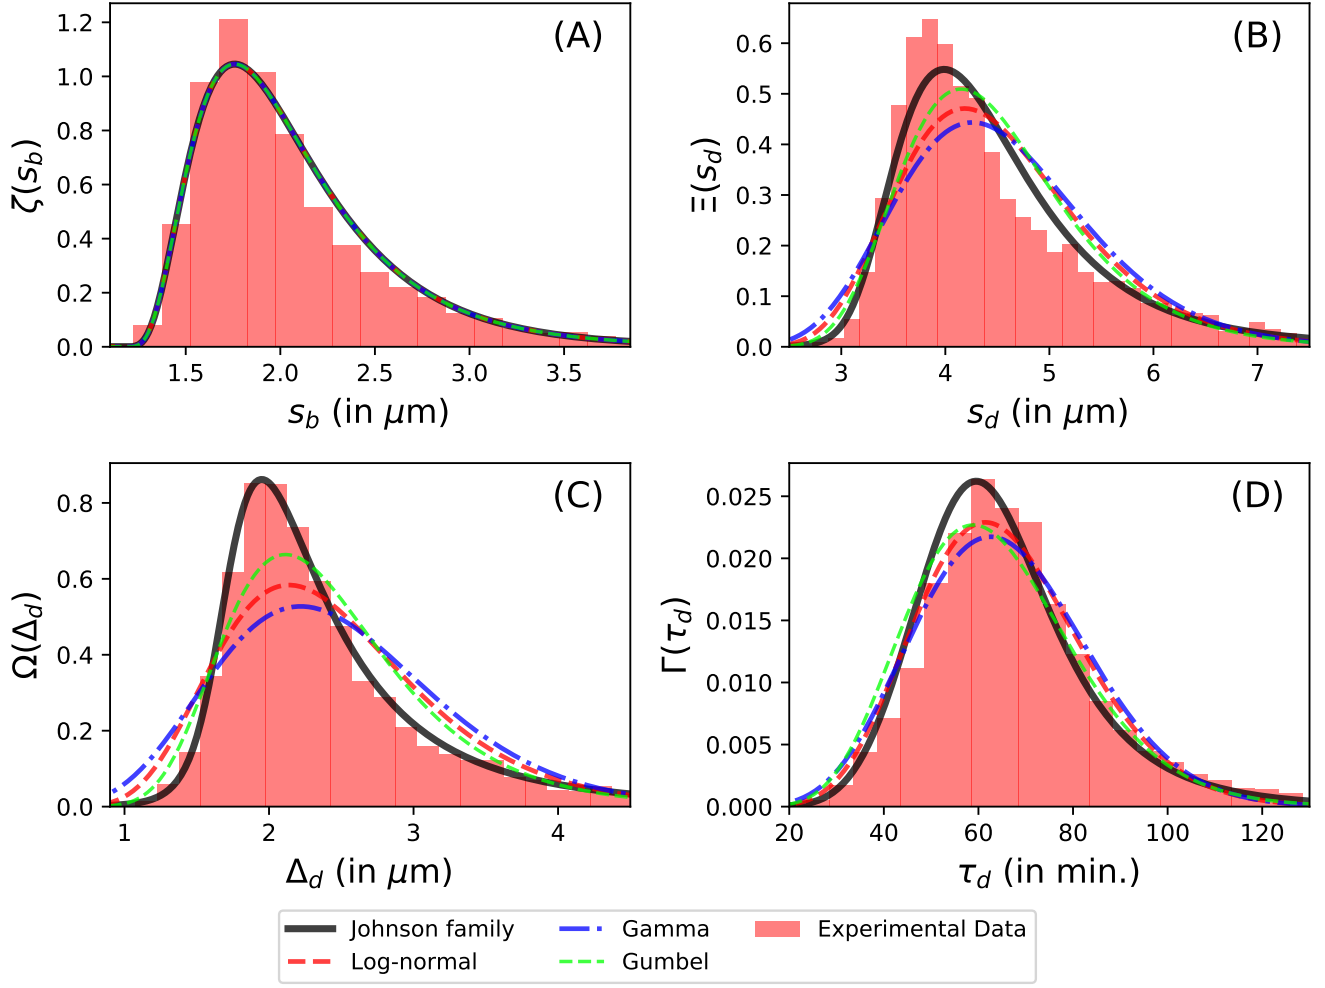 (A)
ζ(s_b)
1.2
1.0
0.8
0.6
0.4
0.2
0.0
1.5 2.0 2.5 3.0 3.5
s_b (in μm)
(B)
Ξ(s_d)
0.6
0.5
0.4
0.3
0.2
0.1
0.0
3 4 5 6 7
s_d (in μm)
(C)
Ω(Δ_d)
0.8
0.6
0.4
0.2
0.0
1 2 3 4
Δ_d (in μm)
(D)
Γ(τ_d)
0.025
0.020
0.015
0.010
0.005
0.000
20 40 60 80 100 120
τ_d (in min.)
Johnson family Gamma Experimental Data
Log-normal Gumbel